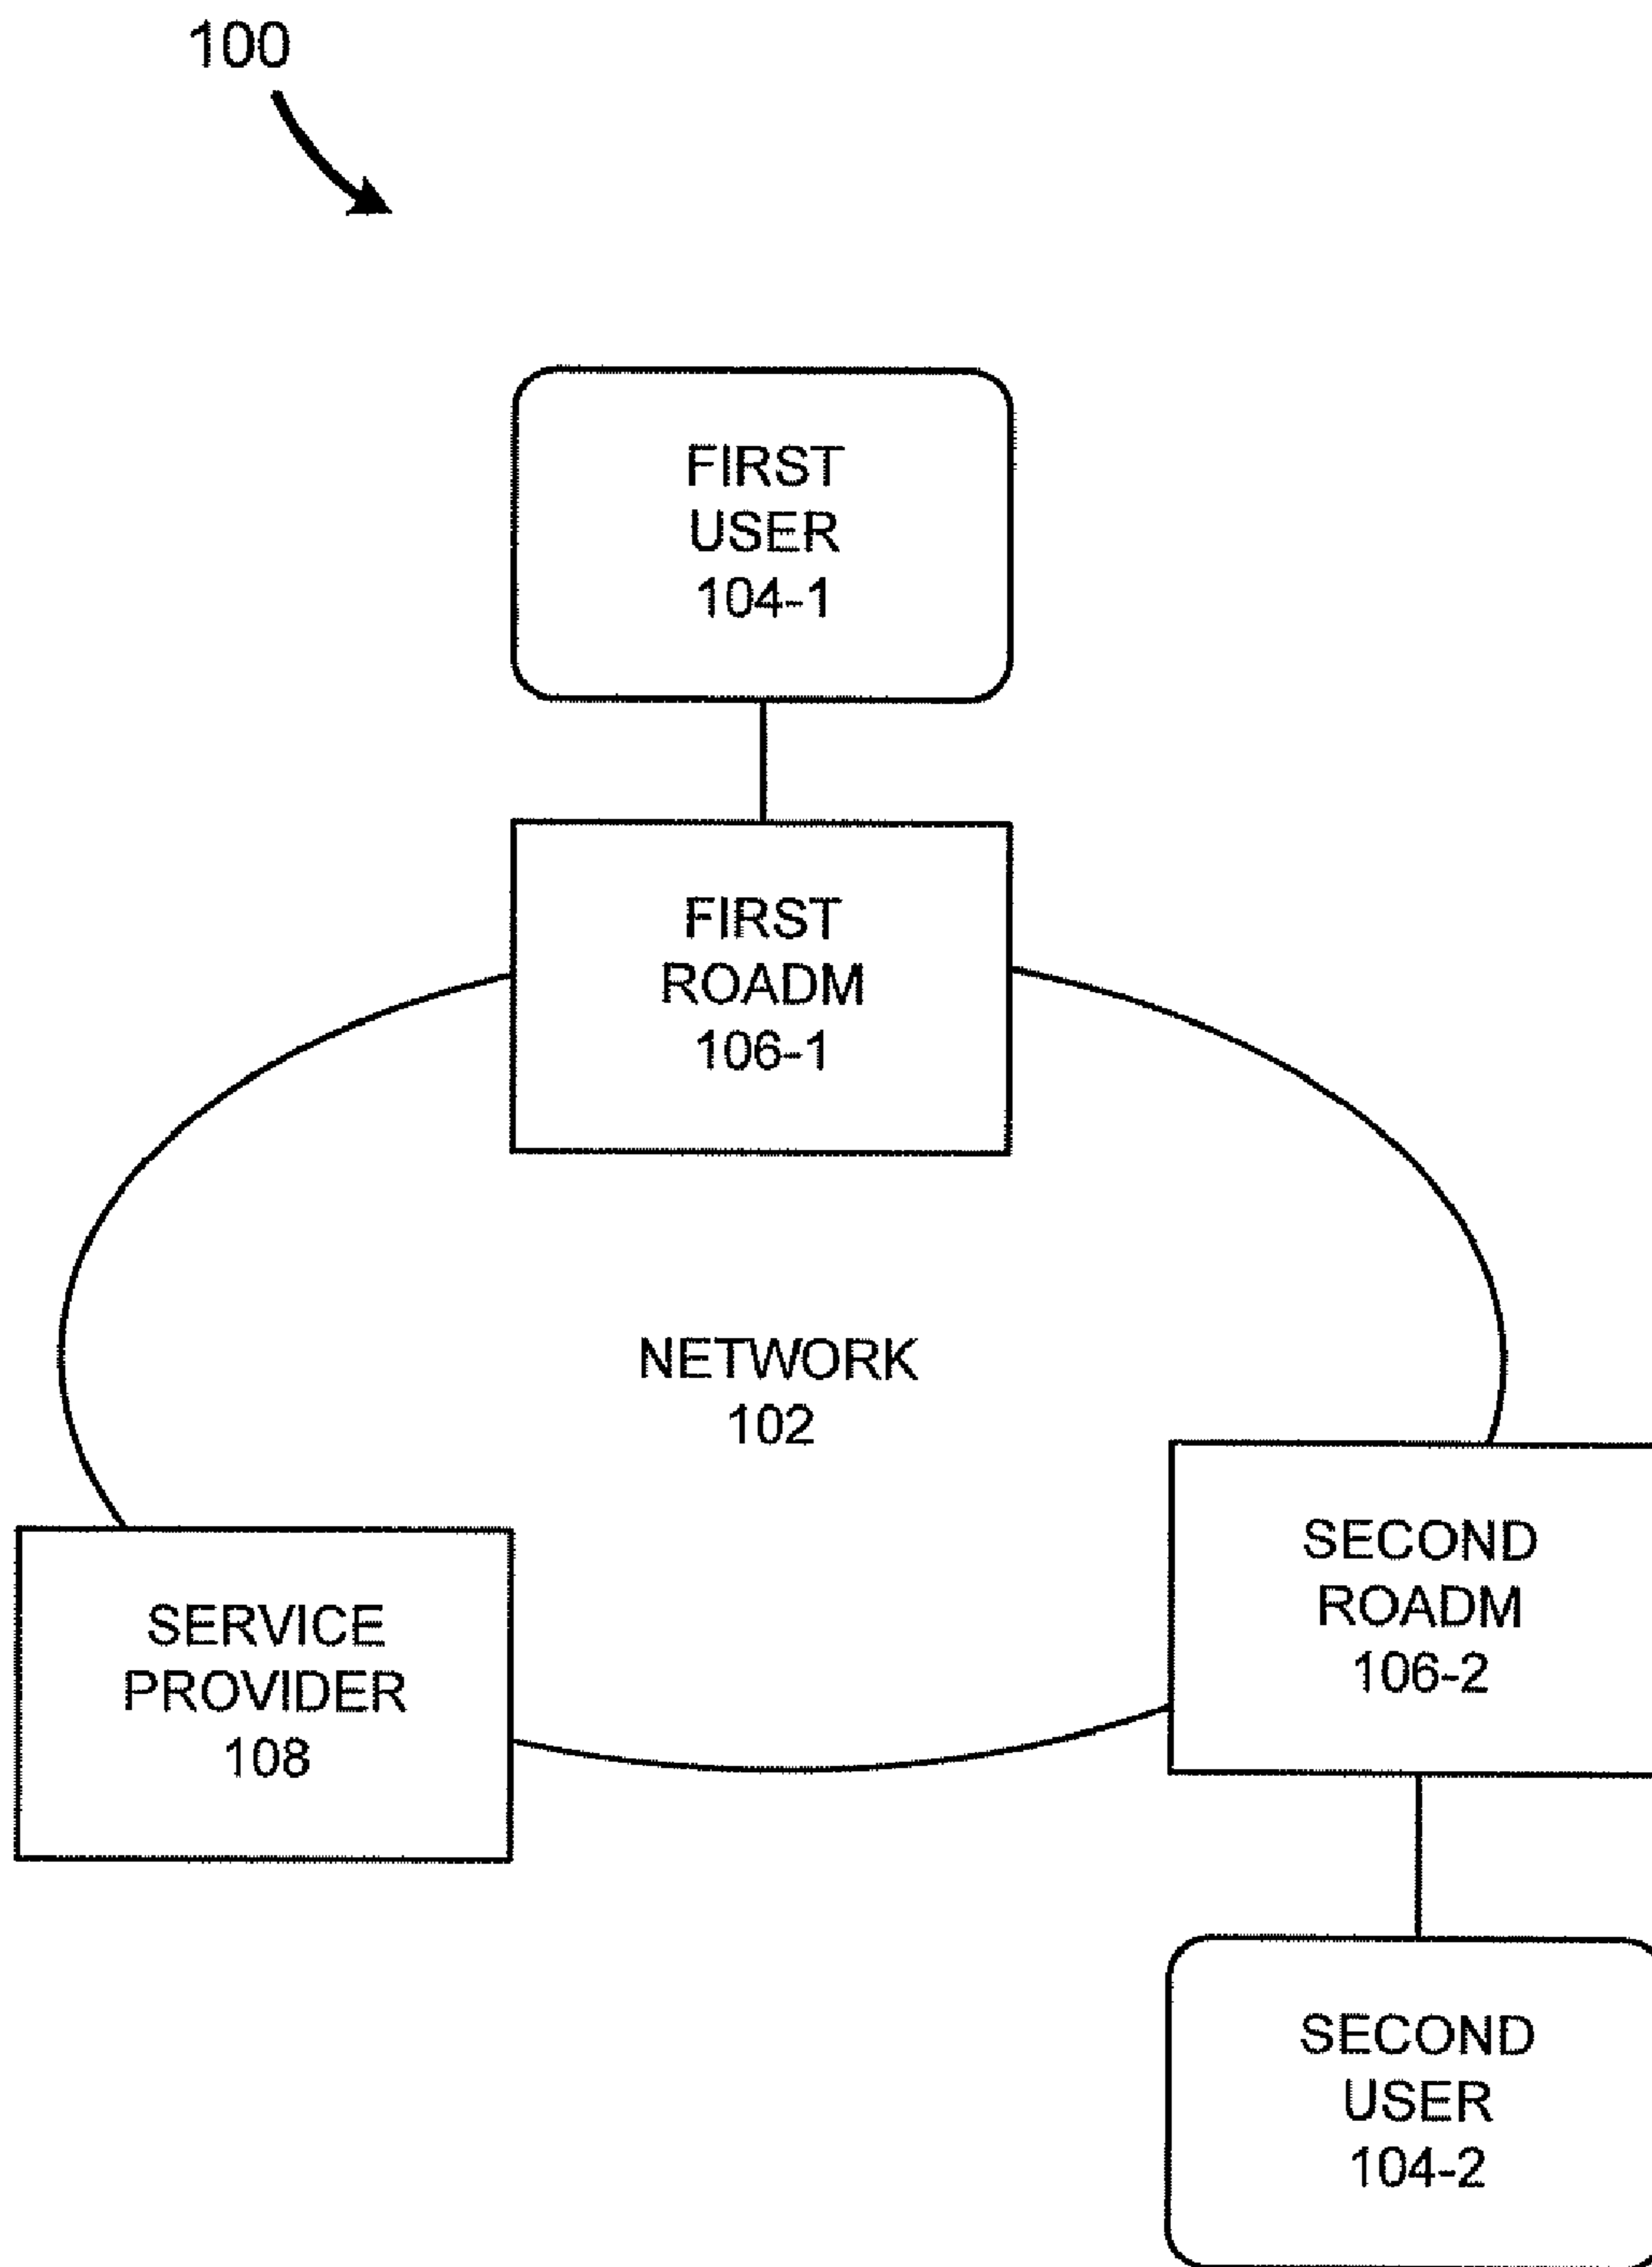 100
FIRST
USER
104-1
FIRST
ROADM
106-1
NETWORK
102
SERVICE
PROVIDER
108
SECOND
ROADM
106-2
SECOND
USER
104-2